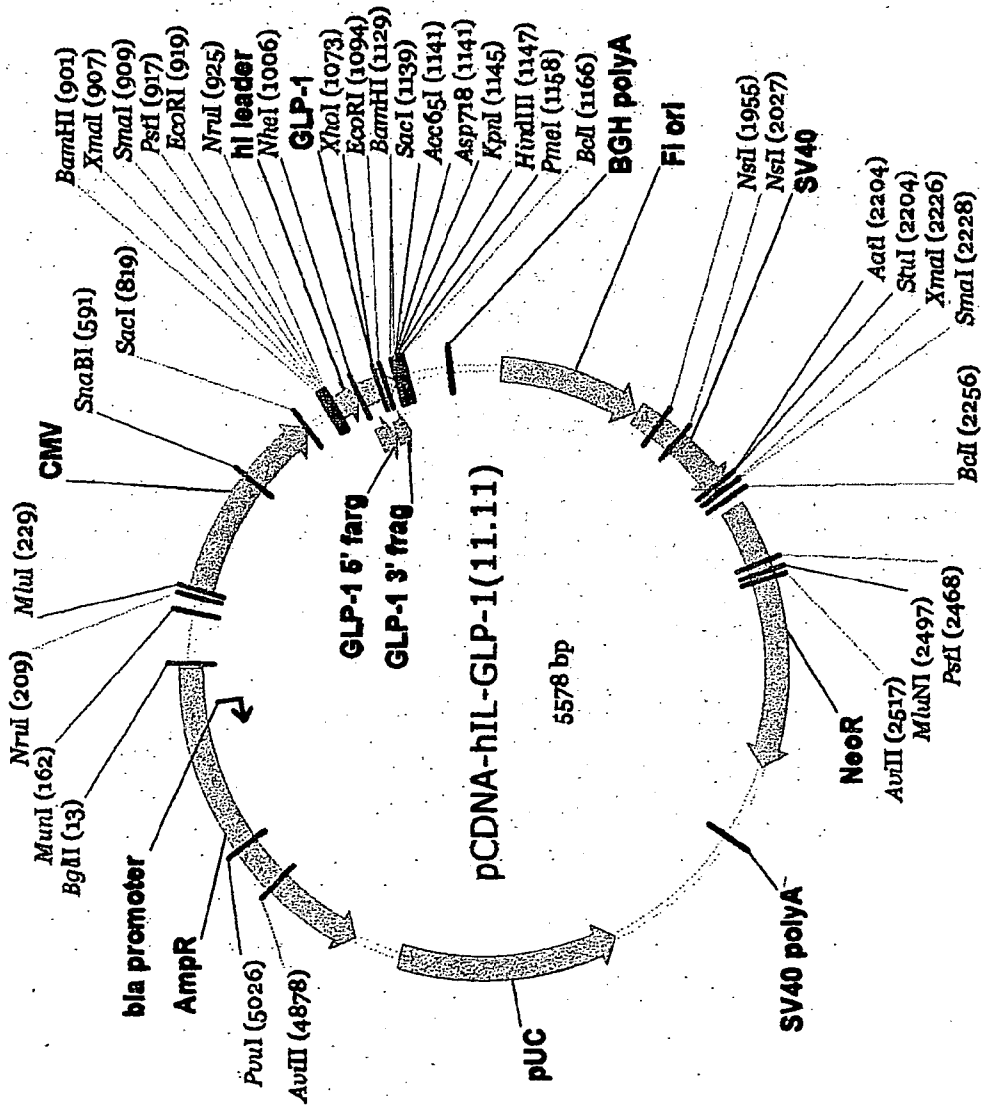 BamHI (901)
XmaI (907)
SmaI (909)
PstI (917)
EcoRI (919)
NruI (925)
hl leader
NheI (1006)
GLP-1
XhoI (1073)
EcoRI (1094)
BamHI (1129)
SacI (1139)
Acc65I (1141)
Asp718 (1141)
KpnI (1145)
HindIII (1147)
PmeI (1158)
BclI (1166)
BGH polyA
FI ori
NsiI (1955)
NsiI (2027)
SV40
AatI (2204)
StuI (2204)
XmaI (2226)
SmaI (2228)
BclI (2256)
PstI (2468)
MluNI (2497)
AviII (2517)
NeoR
SV40 polyA
pUC
AviII (4878)
PvuI (5026)
AmpR
bla promoter
BglII (13)
MunI (162)
NruI (209)
MluI (229)
CMV
SnaBI (591)
SacI (819)
GLP-1 5' farg
GLP-1 3' frag
pCDNA-hIL-GLP-1(11.11)
5578 bp